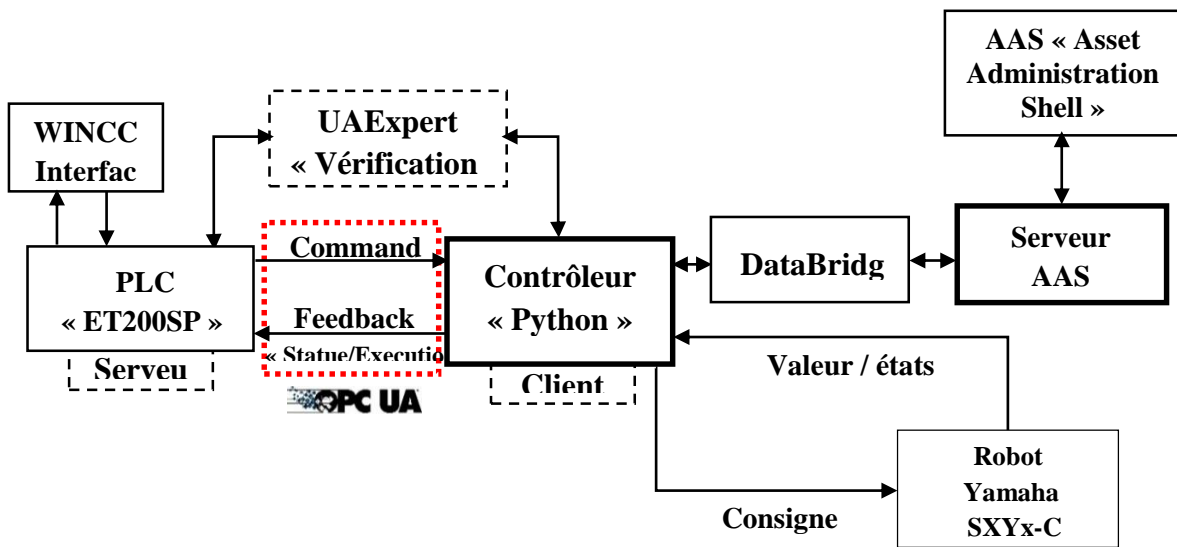 AAS « Asset
Administration
Shell »
UAExpert
« Vérification
WINCC
Interfac
Command
PLC
« ET200SP »
Feedback
« Statue/Executio
Serveu
OPC UA
Contrôleur
« Python »
Client
DataBridg
Serveur
AAS
Valeur / états
Consigne
Robot
Yamaha
SXYx-C